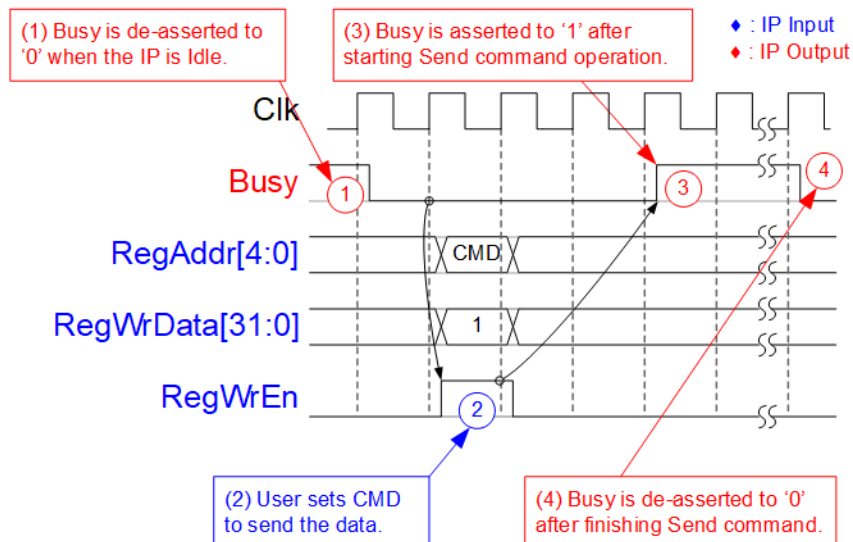 (1) Busy is de-asserted to
‘0’ when the IP is Idle.
(3) Busy is asserted to ‘1’ after
starting Send command operation.
♦ : IP Input
♦ : IP Output
Clk
Busy
1
3
4
RegAddr[4:0]
CMD
RegWrData[31:0]
1
RegWrEn
2
(2) User sets CMD
to send the data.
(4) Busy is de-asserted to ‘0’
after finishing Send command.